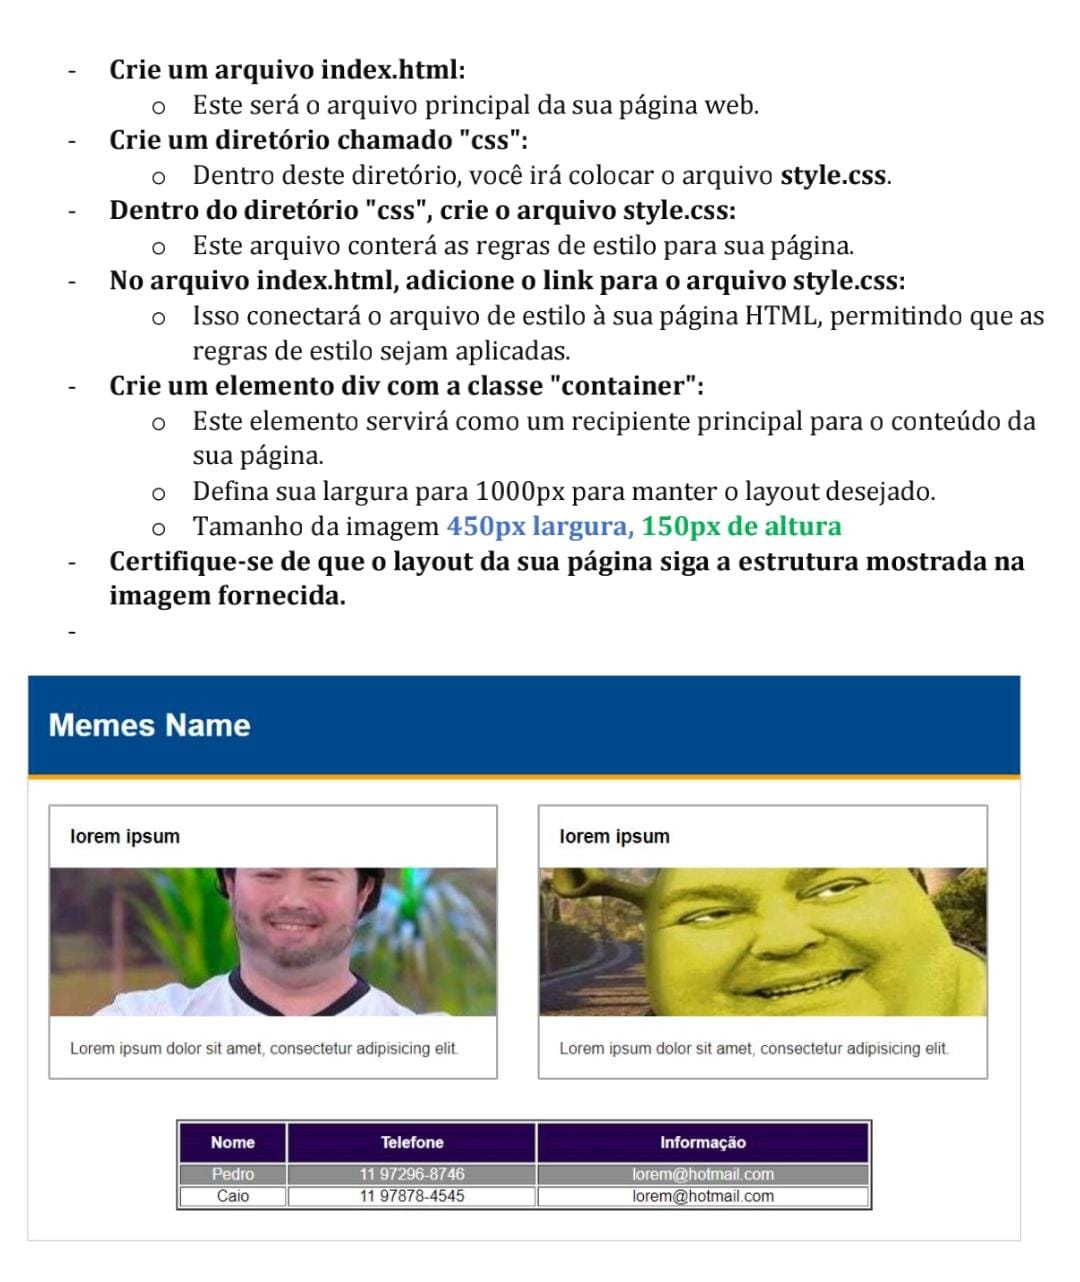 - Crie um arquivo index.html:
o Este será o arquivo principal da sua página web.
- Crie um diretório chamado "css":
o Dentro deste diretório, você irá colocar o arquivo style.css.
- Dentro do diretório "css", crie o arquivo style.css:
o Este arquivo conterá as regras de estilo para sua página.
- No arquivo index.html, adicione o link para o arquivo style.css:
o Isso conectará o arquivo de estilo à sua página HTML, permitindo que as
regras de estilo sejam aplicadas.
- Crie um elemento div com a classe "container":
o Este elemento servirá como um recipiente principal para o conteúdo da
sua página.
o Defina sua largura para 1000px para manter o layout desejado.
o Tamanho da imagem 450px largura, 150px de altura
- Certifique-se de que o layout da sua página siga a estrutura mostrada na
imagem fornecida.
-
Memes Name
lorem ipsum
Lorem ipsum dolor sit amet, consectetur adipisicing elit.
lorem ipsum
Lorem ipsum dolor sit amet, consectetur adipisicing elit.
Nome Telefone Informação
Pedro 11 97296-8746 lorem@hotmail.com
Caio 11 97878-4545 lorem@hotmail.com